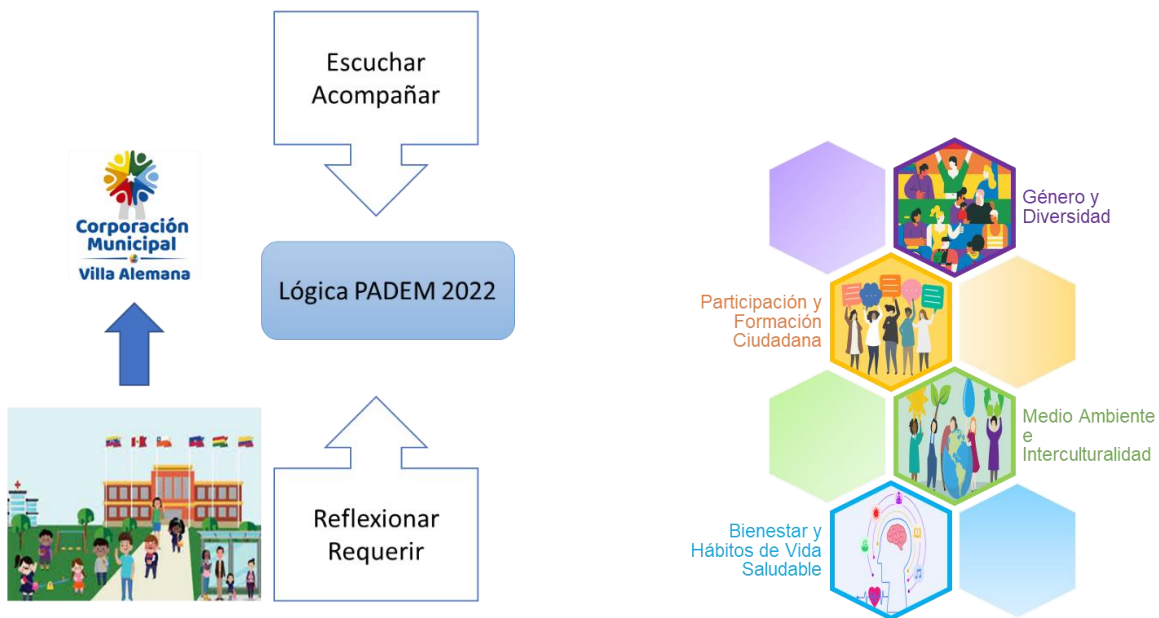 Escuchar
Acompañar
Corporación
Municipal
Villa Alemana
Lógica PADEM 2022
Reflexionar
Requerir
Género y
Diversidad
Participación y
Formación
Ciudadana
Medio Ambiente
e
Interculturalidad
Bienestar y
Hábitos de Vida
Saludable